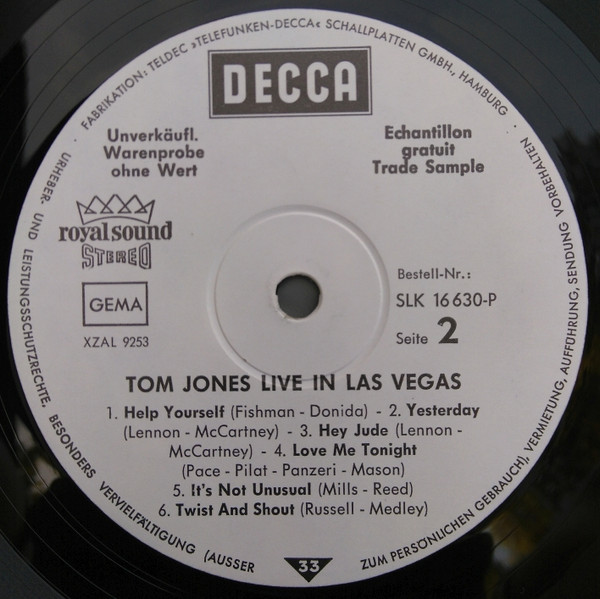 · FABRIKATION: TELDEC »TELEFUNKEN-DECCA« SCHALLPLATTEN GMBH., HAMBURG ·
URHEBER- UND LEISTUNGSSCHUTZRECHTE, BESONDERS VERVIELFÄLTIGUNG (AUSSER ZUM PERSÖNLICHEN GEBRAUCH), VERMIETUNG, AUFFÜHRUNG, SENDUNG VORBEHALTEN ·
DECCA
Unverkäufl.
Warenprobe
ohne Wert
Echantillon
gratuit
Trade Sample
royal sound
STEREO
GEMA
XZAL 9253
Bestell-Nr.:
SLK 16 630-P
Seite 2
TOM JONES LIVE IN LAS VEGAS
1. Help Yourself (Fishman - Donida) - 2. Yesterday
(Lennon - McCartney) - 3. Hey Jude (Lennon -
McCartney) - 4. Love Me Tonight
(Pace - Pilat - Panzeri - Mason)
5. It's Not Unusual (Mills - Reed)
6. Twist And Shout (Russell - Medley)
33